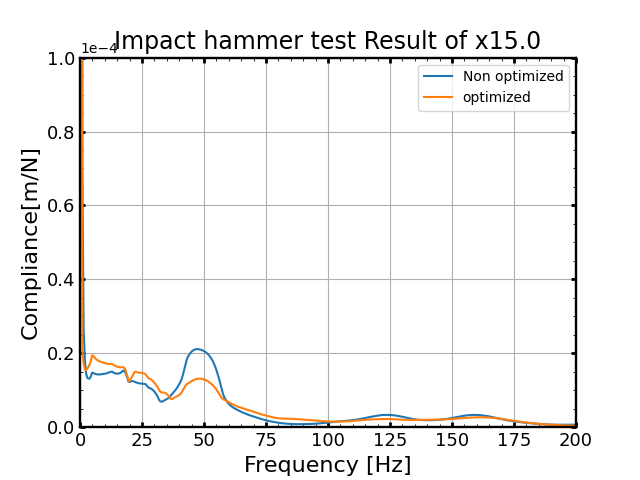 Impact hammer test Result of x15.0
1e−4
Non optimized
optimized
1.0
0.8
0.6
0.4
0.2
0.0
Compliance[m/N]
0 25 50 75 100 125 150 175 200
Frequency [Hz]